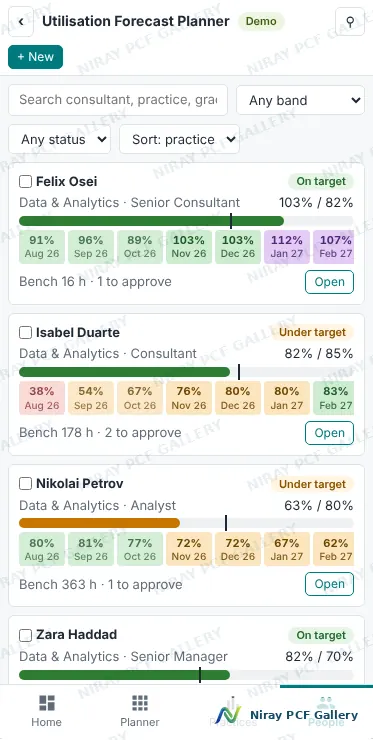 ‹ Utilisation Forecast Planner Demo
+ New
Search consultant, practice, gra Any band
Any status Sort: practice
Felix Osei On target
Data & Analytics · Senior Consultant 103% / 82%
91% 96% 89% 103% 103% 112% 107%
Aug 26 Sep 26 Oct 26 Nov 26 Dec 26 Jan 27 Feb 27
Bench 16 h · 1 to approve Open
Isabel Duarte Under target
Data & Analytics · Consultant 82% / 85%
38% 54% 67% 76% 80% 80% 83%
Aug 26 Sep 26 Oct 26 Nov 26 Dec 26 Jan 27 Feb 27
Bench 178 h · 2 to approve Open
Nikolai Petrov Under target
Data & Analytics · Analyst 63% / 80%
80% 81% 77% 72% 72% 67% 62%
Aug 26 Sep 26 Oct 26 Nov 26 Dec 26 Jan 27 Feb 27
Bench 363 h · 1 to approve Open
Zara Haddad On target
Data & Analytics · Senior Manager 82% / 70%
Home Planner People
Niray PCF Gallery
NIRAY PCF GALLERY